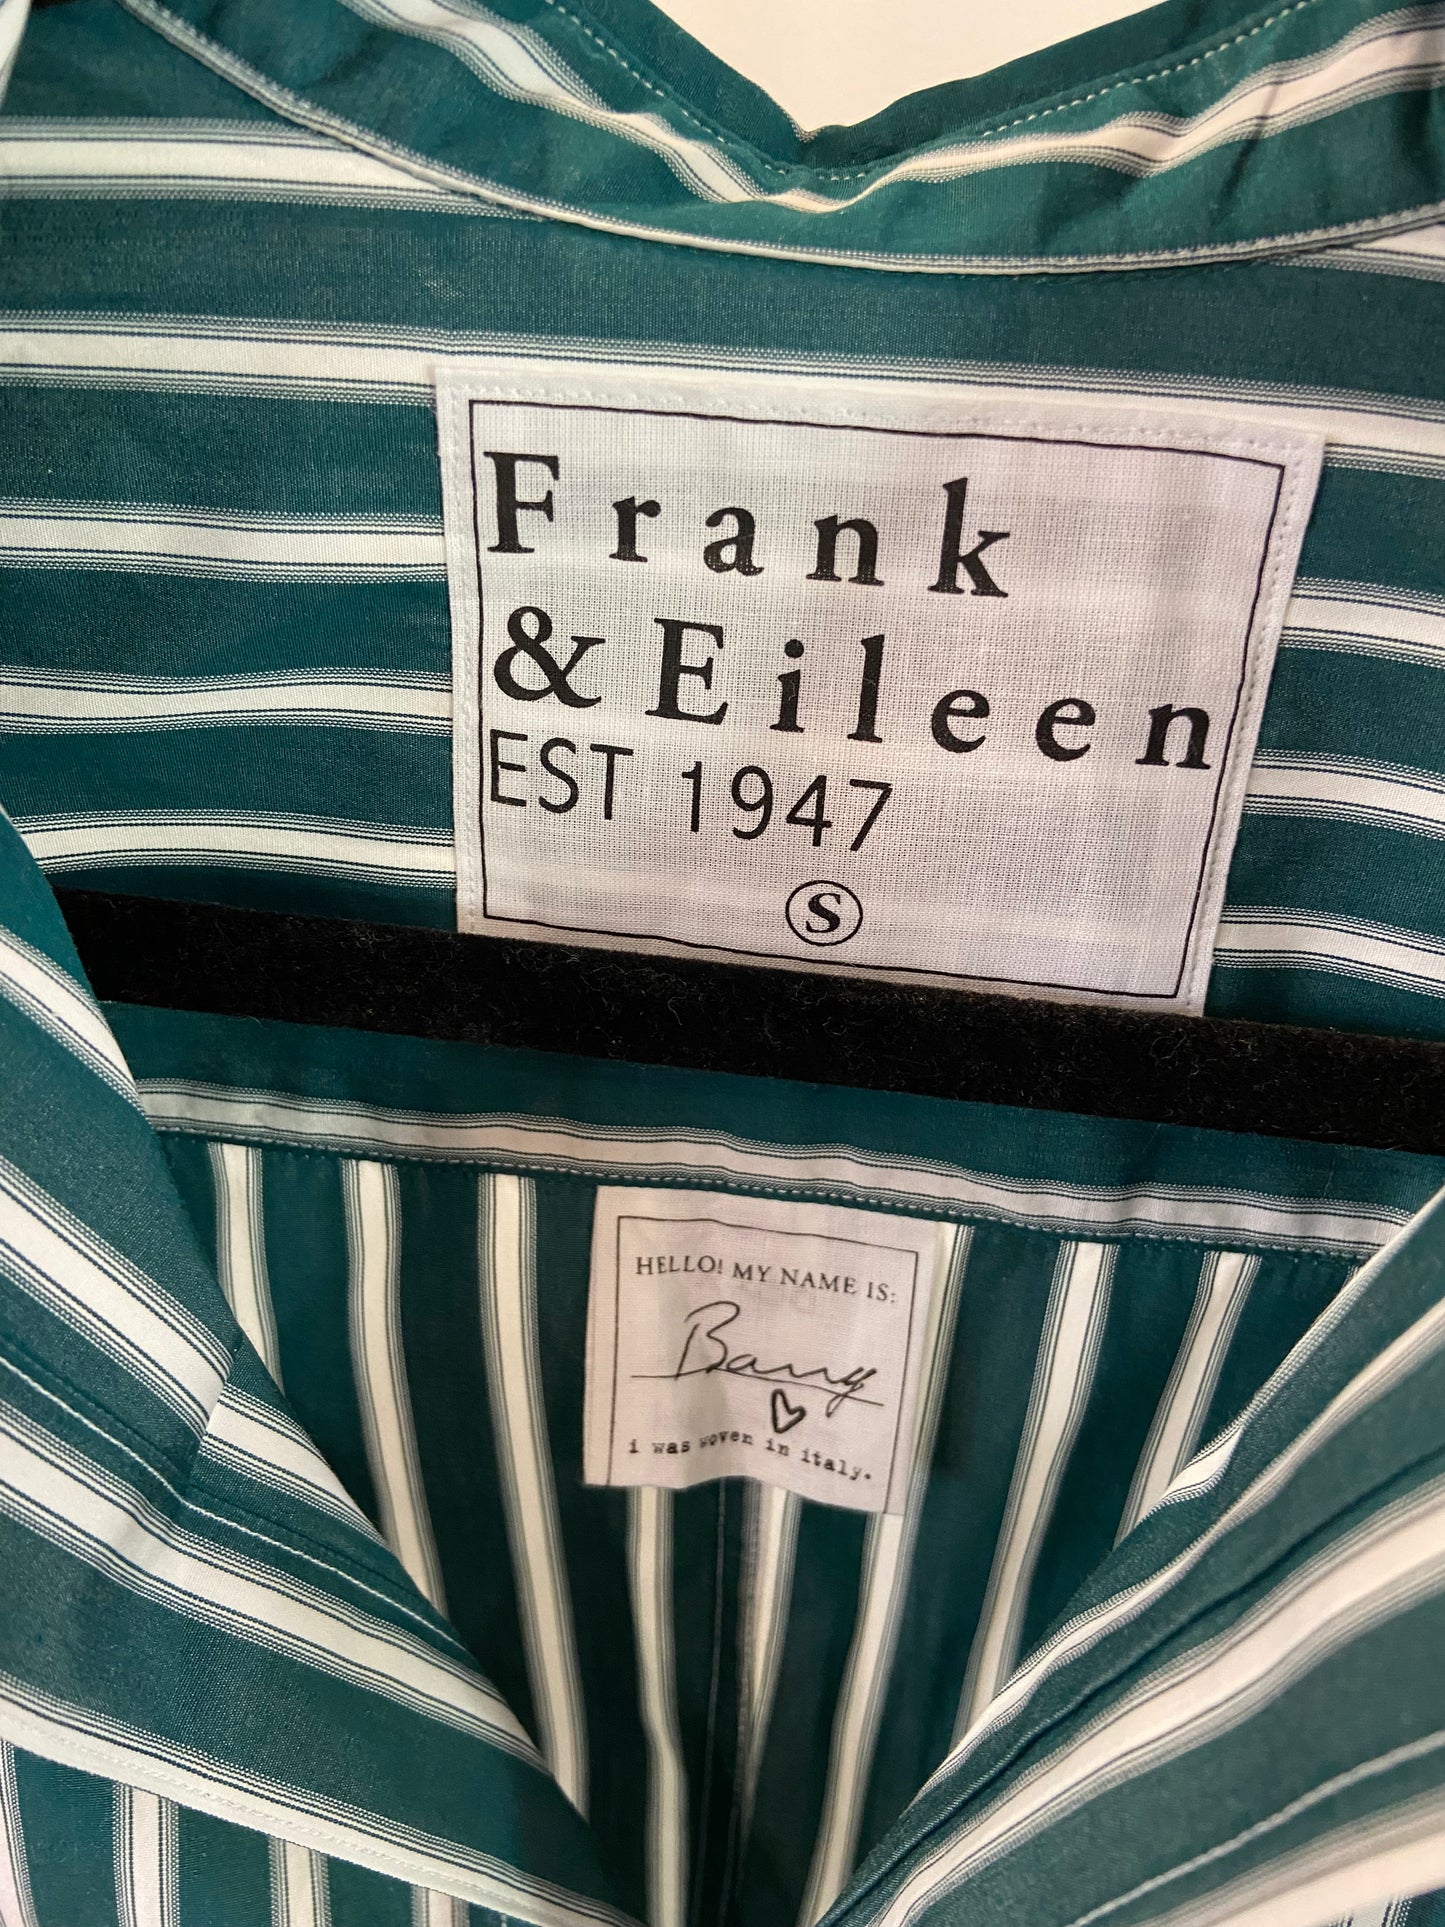 Frank
& Eileen
EST 1947
S
HELLO! MY NAME IS:
Barry
i was woven in italy.